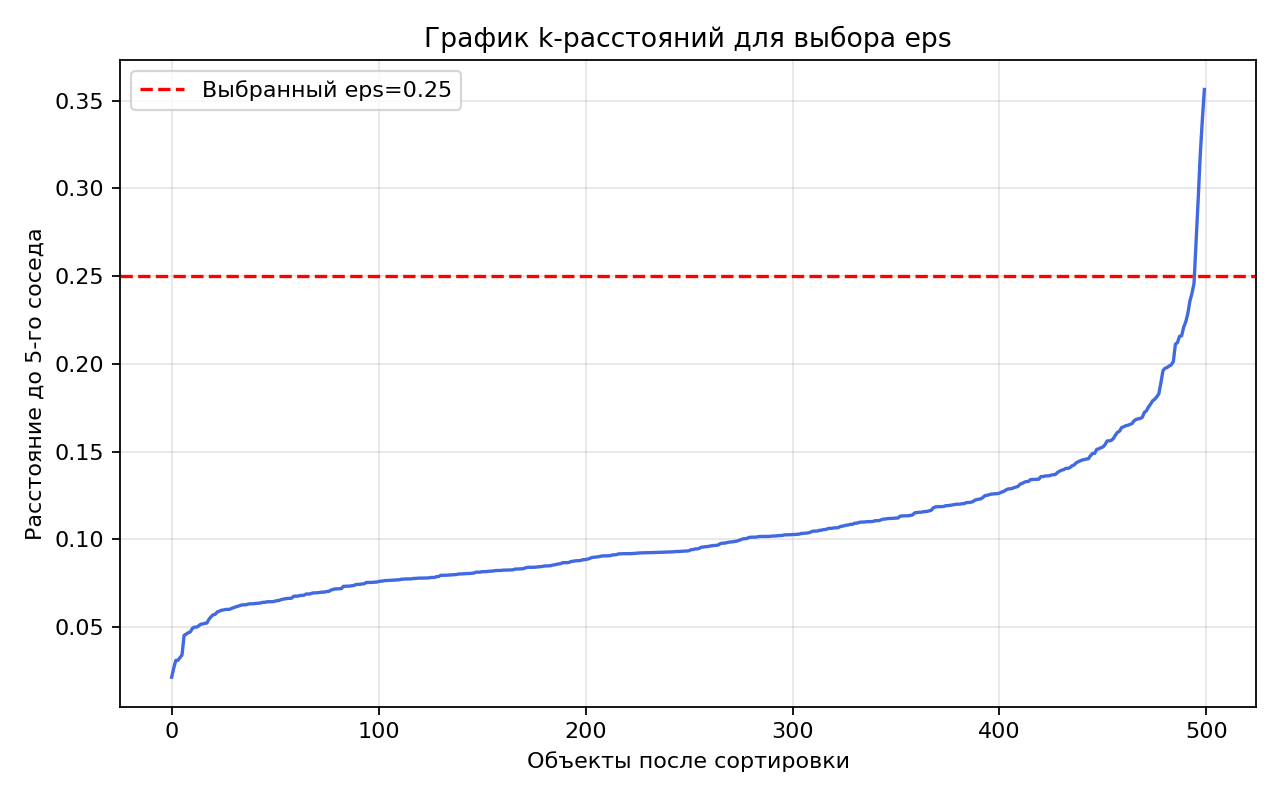 График k-расстояний для выбора eps
Выбранный eps=0.25
0.35
0.30
0.25
0.20
0.15
0.10
0.05
Расстояние до 5-го соседа
0 100 200 300 400 500
Объекты после сортировки